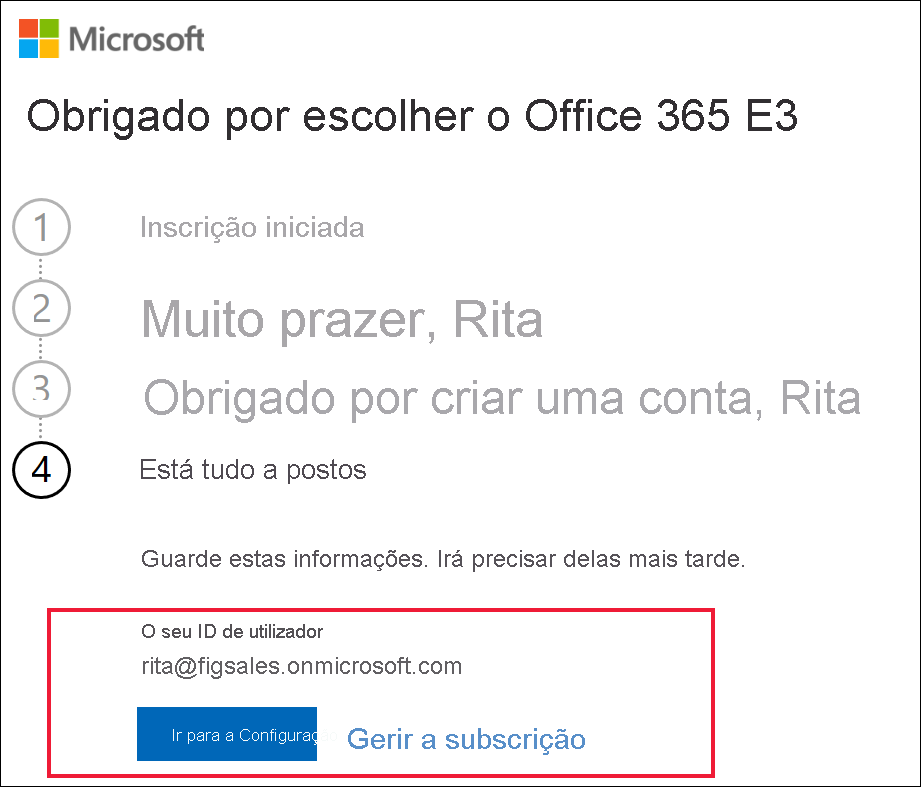 Microsoft
Obrigado por escolher o Office 365 E3
1
Inscrição iniciada
2
Muito prazer, Rita
3
Obrigado por criar uma conta, Rita
4
Está tudo a postos
Guarde estas informações. Irá precisar delas mais tarde.
O seu ID de utilizador
rita@figsales.onmicrosoft.com
Ir para a Configuração
Gerir a subscrição